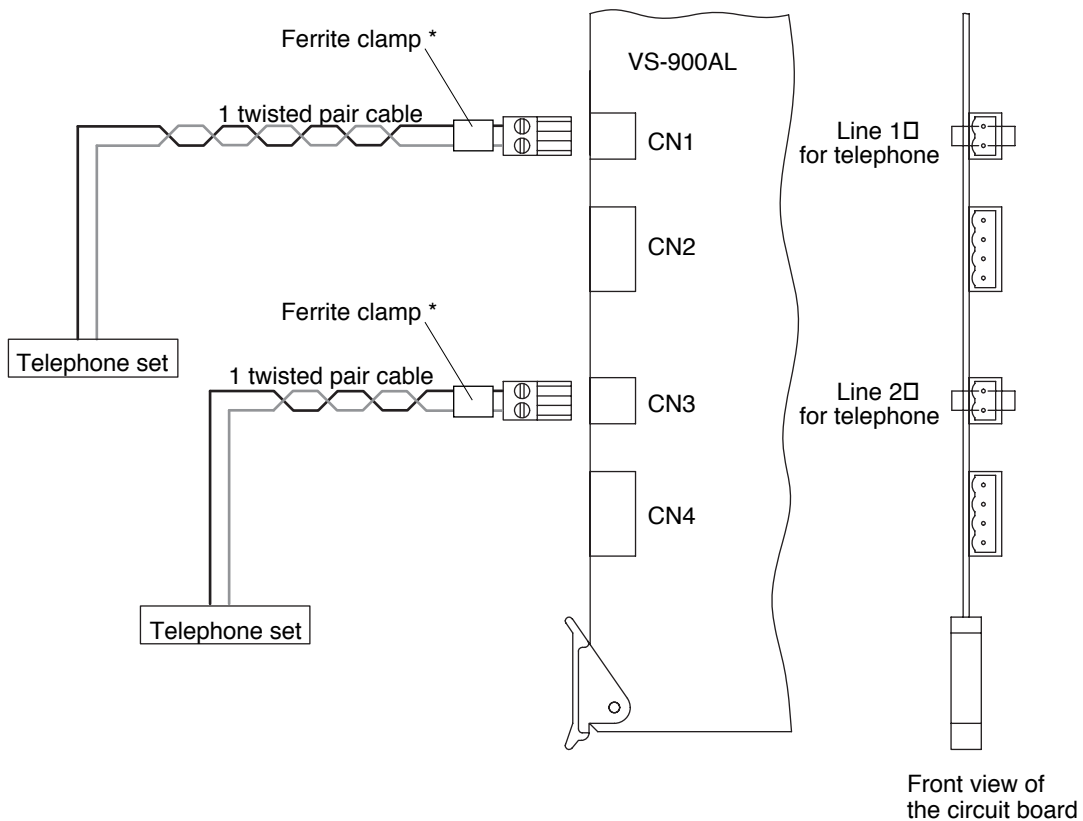 Ferrite clamp *
VS-900AL
1 twisted pair cable
CN1
Line 1□
for telephone
CN2
Ferrite clamp *
Telephone set
1 twisted pair cable
CN3
Line 2□
for telephone
CN4
Telephone set
Front view of
the circuit board